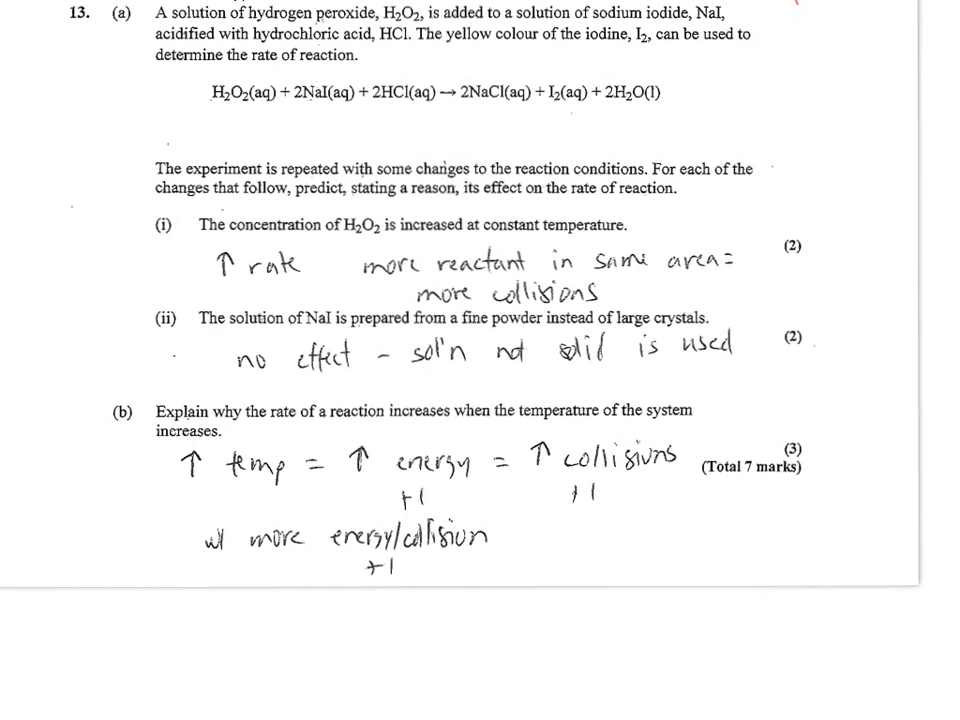 13. (a) A solution of hydrogen peroxide, H₂O₂, is added to a solution of sodium iodide, NaI,
acidified with hydrochloric acid, HCl. The yellow colour of the iodine, I₂, can be used to
determine the rate of reaction.
H₂O₂(aq) + 2NaI(aq) + 2HCl(aq) → 2NaCl(aq) + I₂(aq) + 2H₂O(l)
The experiment is repeated with some changes to the reaction conditions. For each of the
changes that follow, predict, stating a reason, its effect on the rate of reaction.
(i) The concentration of H₂O₂ is increased at constant temperature.
(2)
↑ rate more reactant in same area =
more collisions
(ii) The solution of NaI is prepared from a fine powder instead of large crystals.
(2)
no effect - sol'n not solid is used
(b) Explain why the rate of a reaction increases when the temperature of the system
increases.
(3)
↑ temp = ↑ energy = ↑ collisions (Total 7 marks)
+1 +1
w/ more energy/collision
+1